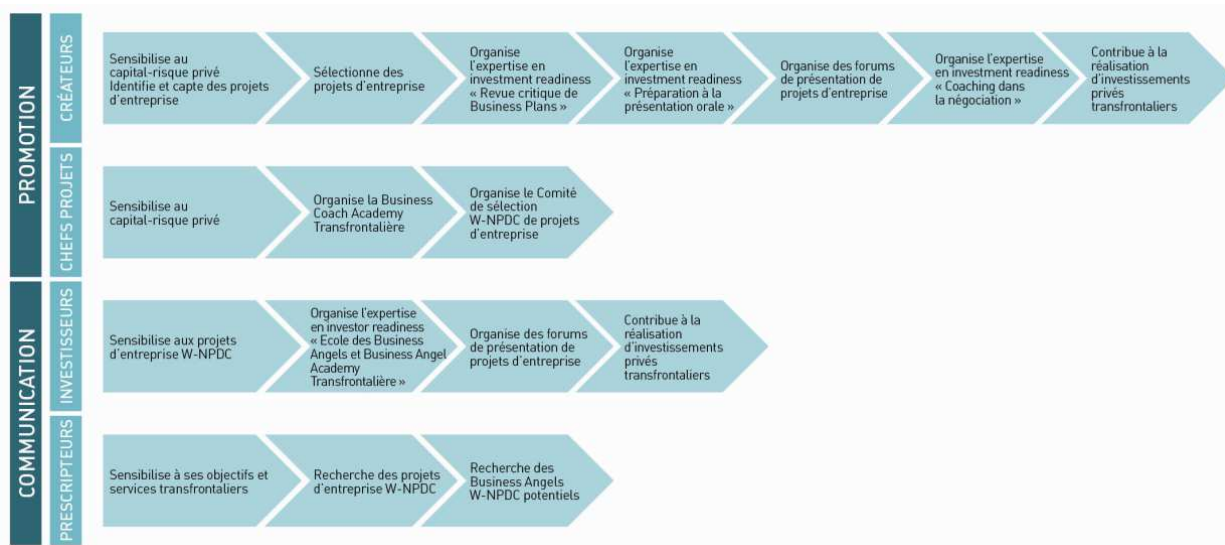 PROMOTION
CRÉATEURS
Sensibilise au
capital-risque privé
Identifie et capte des projets
d'entreprise
Sélectionne des
projets d'entreprise
Organise
l'expertise en
investment readiness
« Revue critique de
Business Plans »
Organise
l'expertise en
investment readiness
« Préparation à la
présentation orale »
Organise des forums
de présentation de
projets d'entreprise
Organise l'expertise
en investment readiness
« Coaching dans
la négociation »
Contribue à la
réalisation
d'investissements
privés
transfrontaliers
CHEFS PROJETS
Sensibilise au
capital-risque privé
Organise la Business
Coach Academy
Transfrontalière
Organise le Comité
de sélection
W-NPDC de projets
d'entreprise
COMMUNICATION
INVESTISSEURS
Sensibilise aux projets
d'entreprise W-NPDC
Organise l'expertise
en investor readiness
« Ecole des Business
Angels et Business Angel
Academy
Transfrontalière »
Organise des forums
de présentation de
projets d'entreprise
Contribue à la
réalisation
d'investissements
privés
transfrontaliers
PRESCRIPTEURS
Sensibilise à ses objectifs et
services transfrontaliers
Recherche des projets
d'entreprise W-NPDC
Recherche des
Business Angels
W-NPDC potentiels